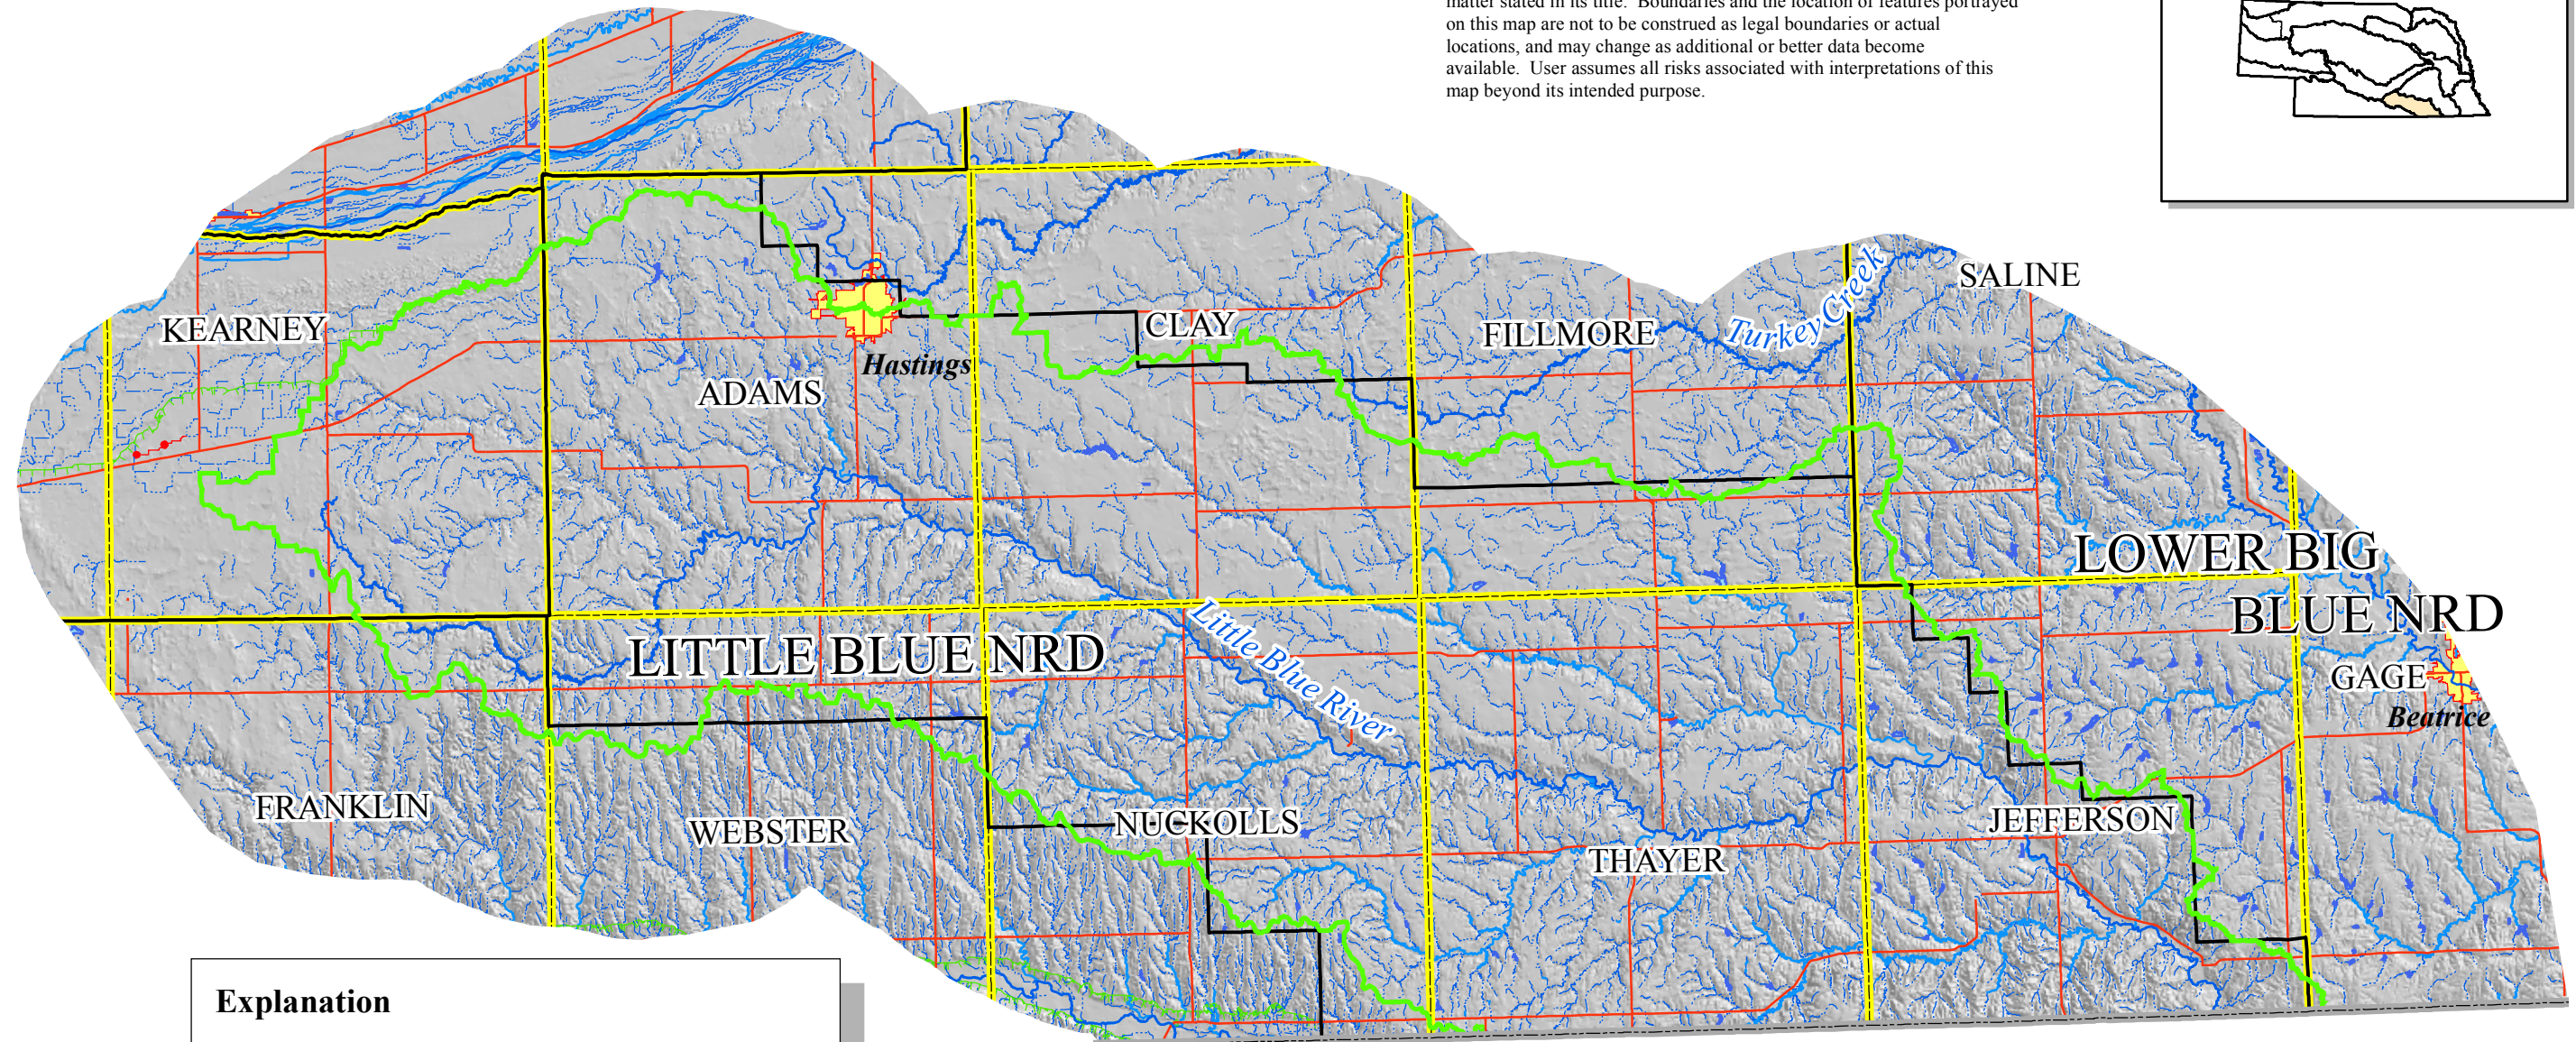 matter stated in its title. Boundaries and the location of features portrayed
on this map are not to be construed as legal boundaries or actual
locations, and may change as additional or better data become
available. User assumes all risks associated with interpretations of this
map beyond its intended purpose.
SALINE
Turkey Creek
KEARNEY
CLAY
FILLMORE
Hastings
ADAMS
LOWER BIG
BLUE NRD
LITTLE BLUE NRD
Little Blue River
GAGE
Beatrice
FRANKLIN
WEBSTER
NUCKOLLS
JEFFERSON
THAYER
Explanation